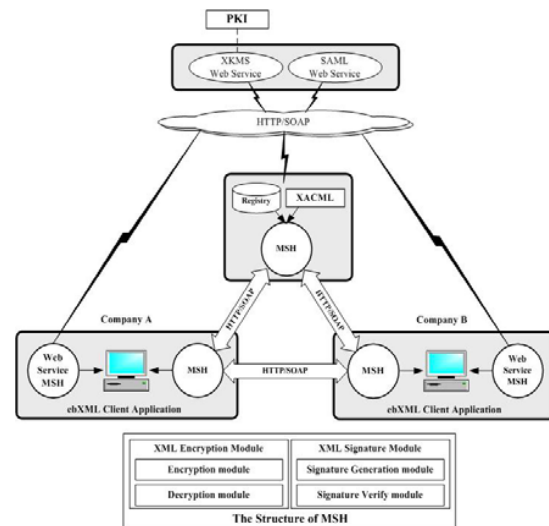 PKI
XKMS
Web Service
SAML
Web Service
HTTP/SOAP
Registry
XACML
MSH
HTTP/SOAP
HTTP/SOAP
Company A
Company B
Web
Service
MSH
MSH
HTTP/SOAP
MSH
Web
Service
MSH
ebXML Client Application
ebXML Client Application
XML Encryption Module
XML Signature Module
Encryption module
Signature Generation module
Decryption module
Signature Verify module
The Structure of MSH